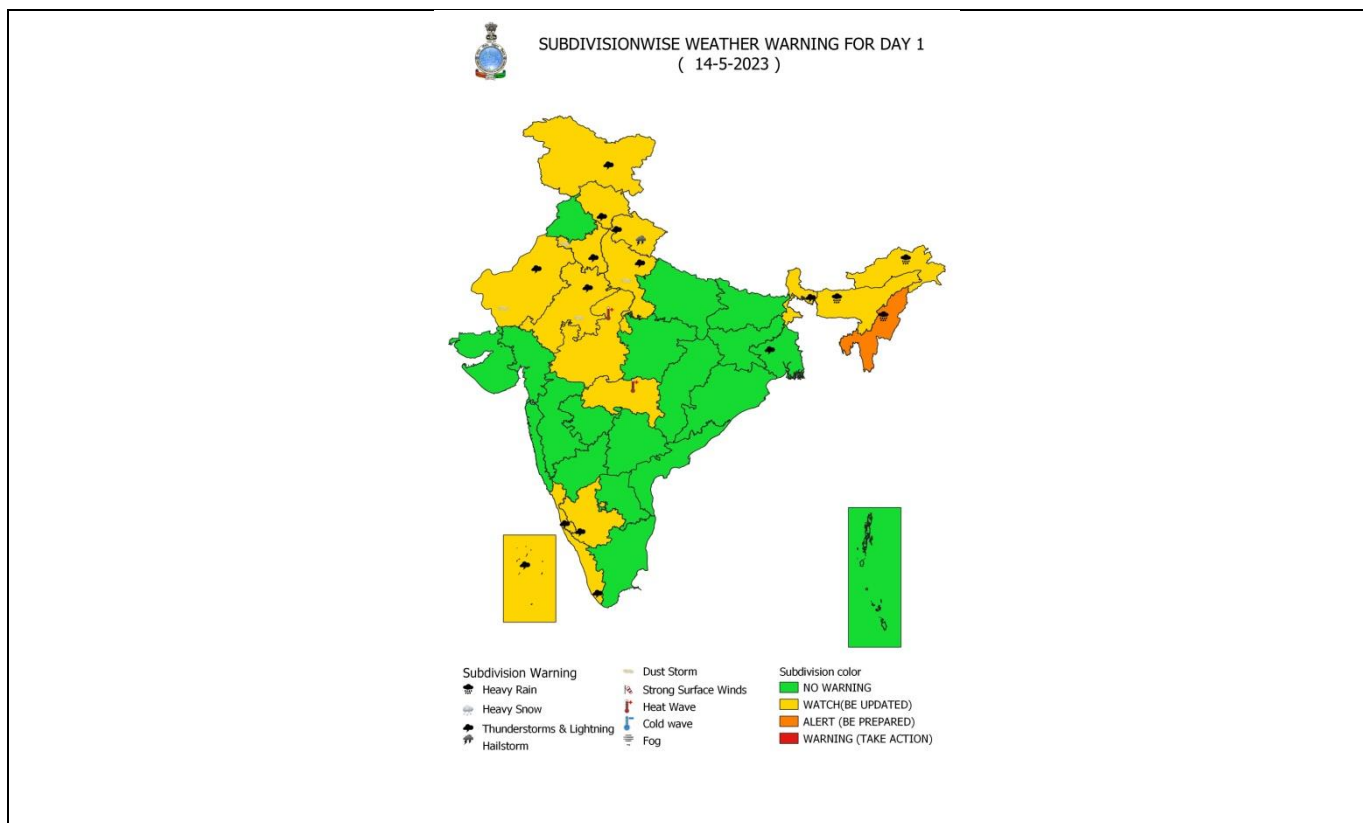 SUBDIVISIONWISE WEATHER WARNING FOR DAY 1
( 14-5-2023 )
Subdivision Warning
Heavy Rain
Heavy Snow
Thunderstorms & Lightning
Hailstorm
Dust Storm
Strong Surface Winds
Heat Wave
Cold wave
Fog
Subdivision color
NO WARNING
WATCH(BE UPDATED)
ALERT (BE PREPARED)
WARNING (TAKE ACTION)